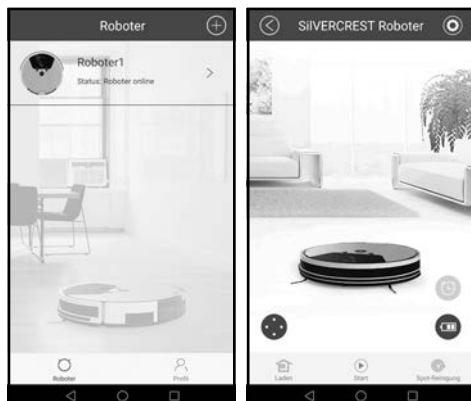 Roboter
Roboter1
Status: Roboter online
Roboter
Profil
SilVERCREST Roboter
Laden
Start
Spot-Reinigung